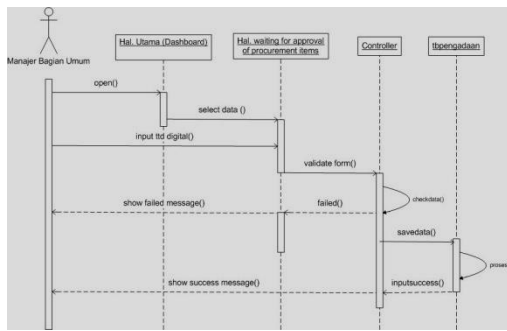 Manajer Bagian Umum
Hal. Utama (Dashboard)
Hal. waiting for approval
of procurement items
Controller
tbpengadaan
open()
select data ()
input ttd digital()
validate form()
checkdata()
show failed message()
failed()
savedata()
proses
show success message()
inputsuccess()